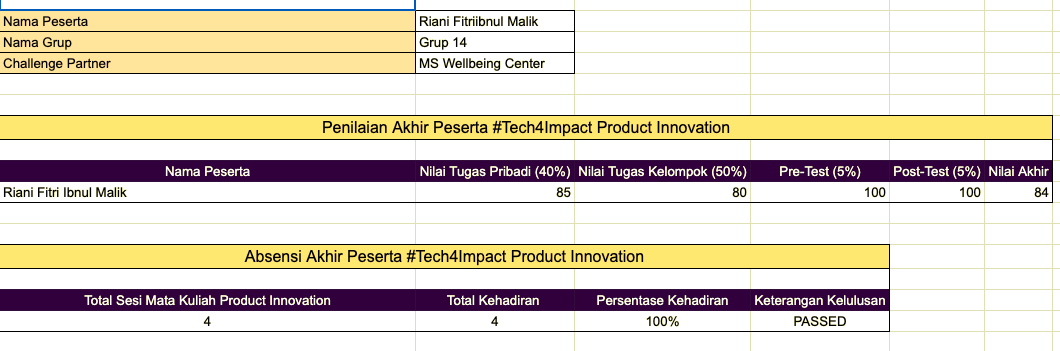 Nama Peserta Riani Fitriibnul Malik
Nama Grup Grup 14
Challenge Partner MS Wellbeing Center
Penilaian Akhir Peserta #Tech4Impact Product Innovation
Nama Peserta Nilai Tugas Pribadi (40%) Nilai Tugas Kelompok (50%) Pre-Test (5%) Post-Test (5%) Nilai Akhir
Riani Fitri Ibnul Malik 85 80 100 100 84
Absensi Akhir Peserta #Tech4Impact Product Innovation
Total Sesi Mata Kuliah Product Innovation Total Kehadiran Persentase Kehadiran Keterangan Kelulusan
4 4 100% PASSED